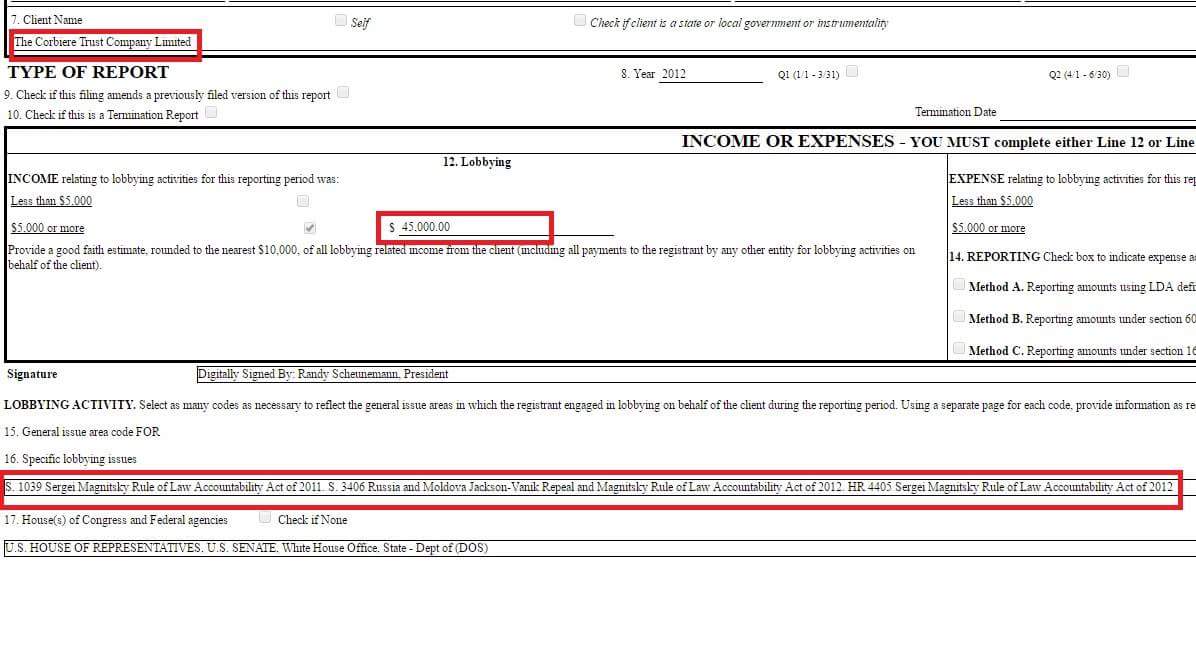 7. Client Name Self Check if client is a state or local government or instrumentality
The Corbiere Trust Company Limited
TYPE OF REPORT 8. Year 2012 Q1 (1/1 - 3/31) Q2 (4/1 - 6/30)
9. Check if this filing amends a previously filed version of this report
10. Check if this is a Termination Report Termination Date
INCOME OR EXPENSES - YOU MUST complete either Line 12 or Line
12. Lobbying
INCOME relating to lobbying activities for this reporting period was: EXPENSE relating to lobbying activities for this rep
Less than $5,000 Less than $5,000
$5,000 or more $ 45,000.00 $5,000 or more
Provide a good faith estimate, rounded to the nearest $10,000, of all lobbying related income from the client (including all payments to the registrant by any other entity for lobbying activities on
behalf of the client).
14. REPORTING Check box to indicate expense a
Method A. Reporting amounts using LDA defi
Method B. Reporting amounts under section 60
Method C. Reporting amounts under section 16
Signature Digitally Signed By: Randy Scheunemann, President
LOBBYING ACTIVITY. Select as many codes as necessary to reflect the general issue areas in which the registrant engaged in lobbying on behalf of the client during the reporting period. Using a separate page for each code, provide information as re
15. General issue area code FOR
16. Specific lobbying issues
S. 1039 Sergei Magnitsky Rule of Law Accountability Act of 2011. S. 3406 Russia and Moldova Jackson-Vanik Repeal and Magnitsky Rule of Law Accountability Act of 2012. HR 4405 Sergei Magnitsky Rule of Law Accountability Act of 2012
17. House(s) of Congress and Federal agencies Check if None
U.S. HOUSE OF REPRESENTATIVES, U.S. SENATE, White House Office, State - Dept of (DOS)